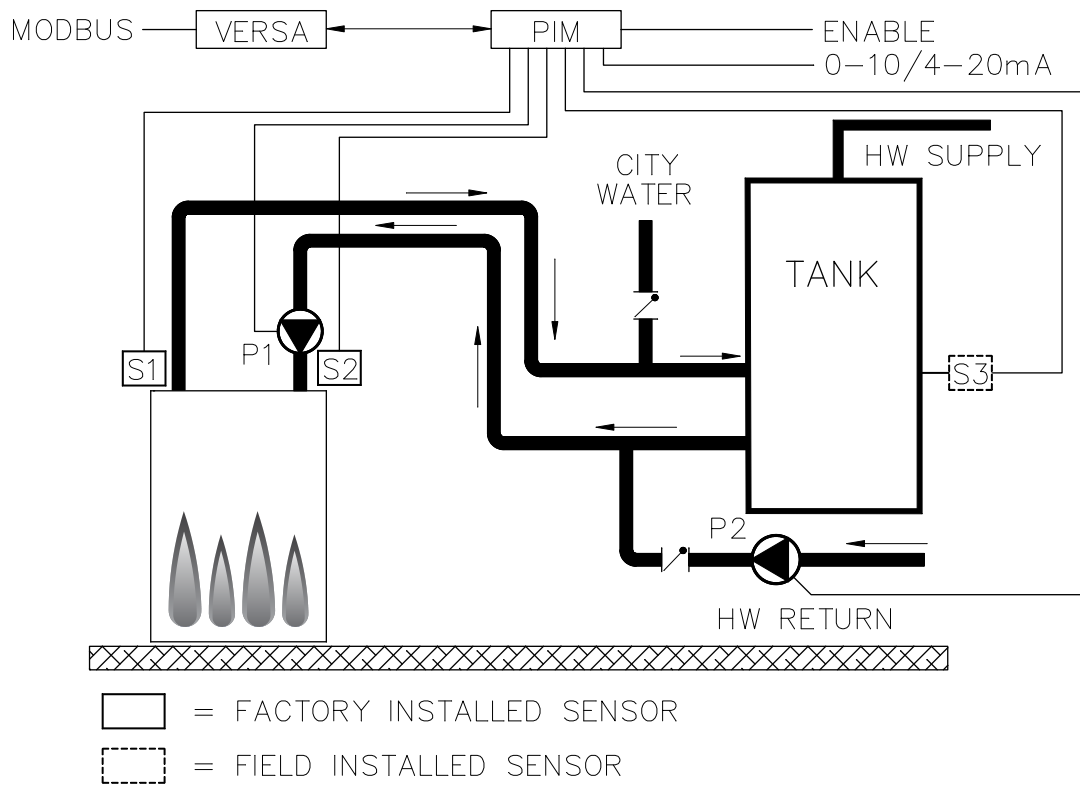 MODBUS
VERSA
PIM
ENABLE
0-10/4-20mA
HW SUPPLY
CITY
WATER
TANK
P1
S1
S2
S3
P2
HW RETURN
= FACTORY INSTALLED SENSOR
= FIELD INSTALLED SENSOR